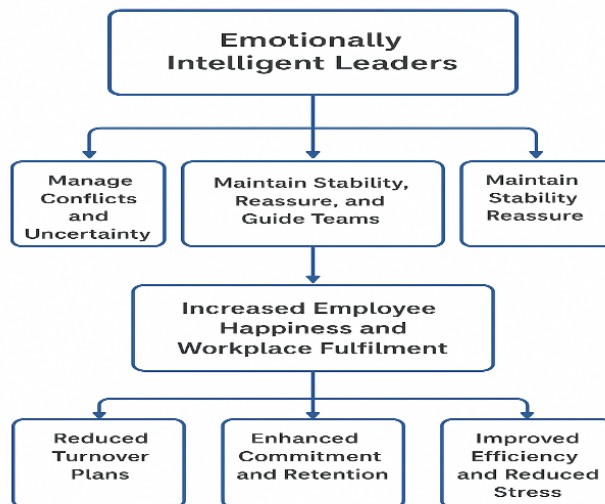 Emotionally
Intelligent Leaders
Manage
Conflicts
and
Uncertainty
Maintain Stability,
Reassure, and
Guide Teams
Maintain
Stability
Reassure
Increased Employee
Happiness and
Workplace Fulfilment
Reduced
Turnover
Plans
Enhanced
Commitment
and Retention
Improved
Efficiency
and Reduced
Stress